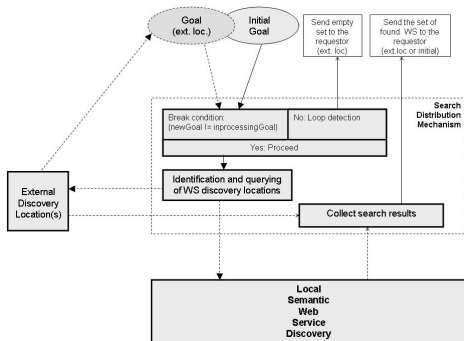 Goal
(ext. loc.)
Initial
Goal
Send empty
set to the
requestor
(ext. loc)
Send the set of
found WS to the
requestor
(ext.loc or initial)
Search
Distribution
Mechanism
Break condition:
(newGoal != inprocessingGoal)
No: Loop detection
Yes: Proceed
Identification and querying
of WS discovery locations
External
Discovery
Location(s)
Collect search results
Local
Semantic
Web
Service
Discovery